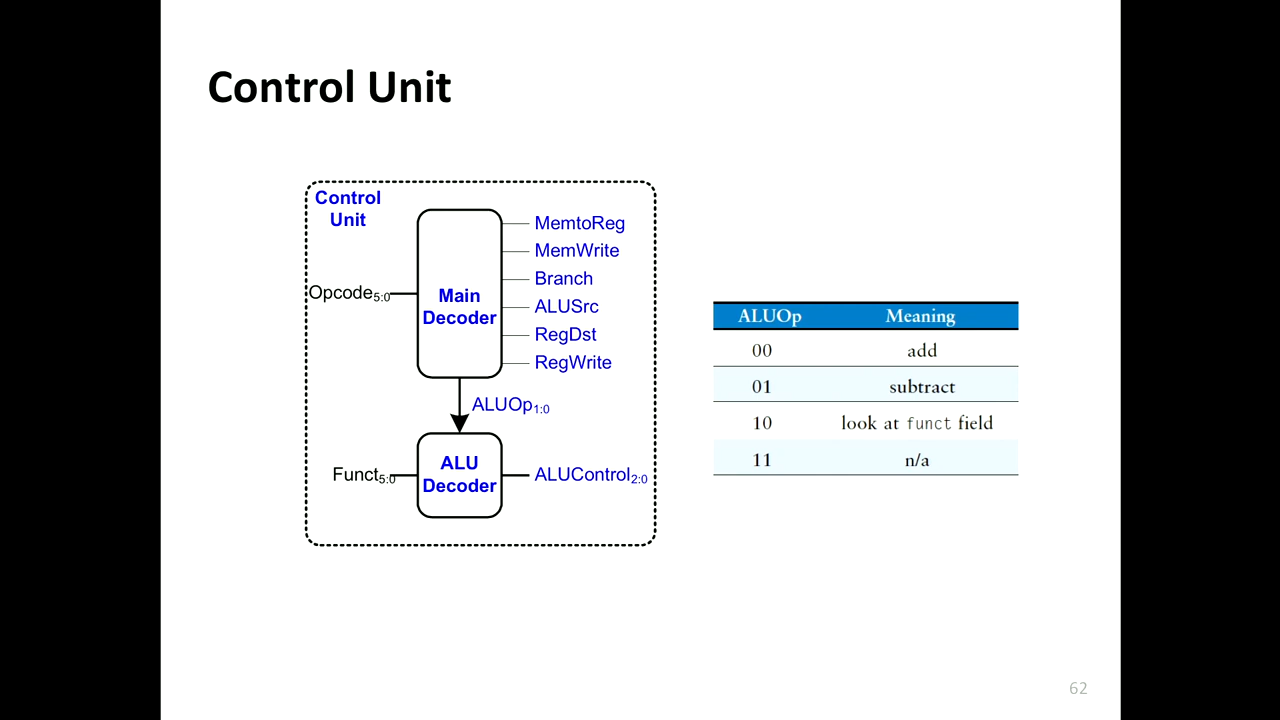 Control Unit
Control
Unit
MemtoReg
MemWrite
Branch
ALUSrc
RegDst
RegWrite
Opcode5:0
Main
Decoder
ALUOp1:0
Funct5:0
ALU
Decoder
ALUControl2:0
ALUOp Meaning
00 add
01 subtract
10 look at funct field
11 n/a
62